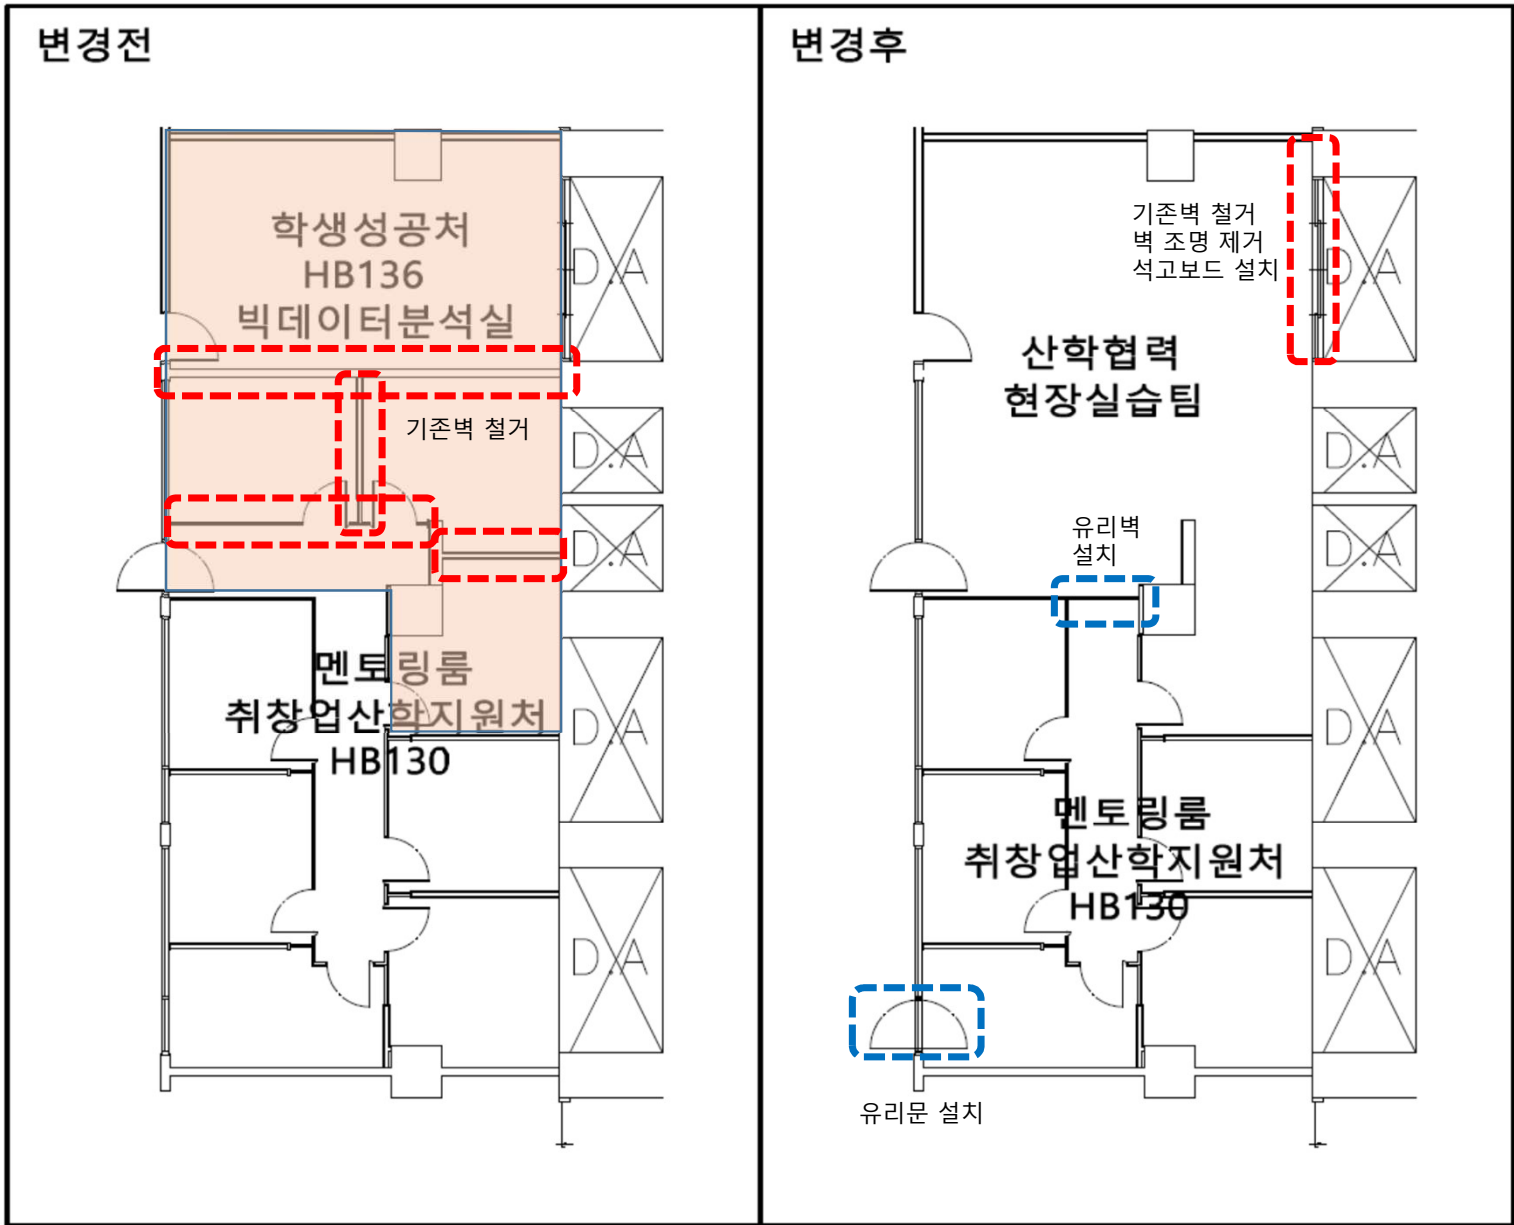 변경전
학생성공처
HB136
빅데이터분석실
기존벽 철거
멘토링룸
취창업산학지원처
HB130
D.A
D.A
D.A
D.A
D.A
변경후
기존벽 철거
벽 조명 제거
석고보드 설치
산학협력
현장실습팀
유리벽
설치
멘토링룸
취창업산학지원처
HB130
유리문 설치
D.A
D.A
D.A
D.A
D.A